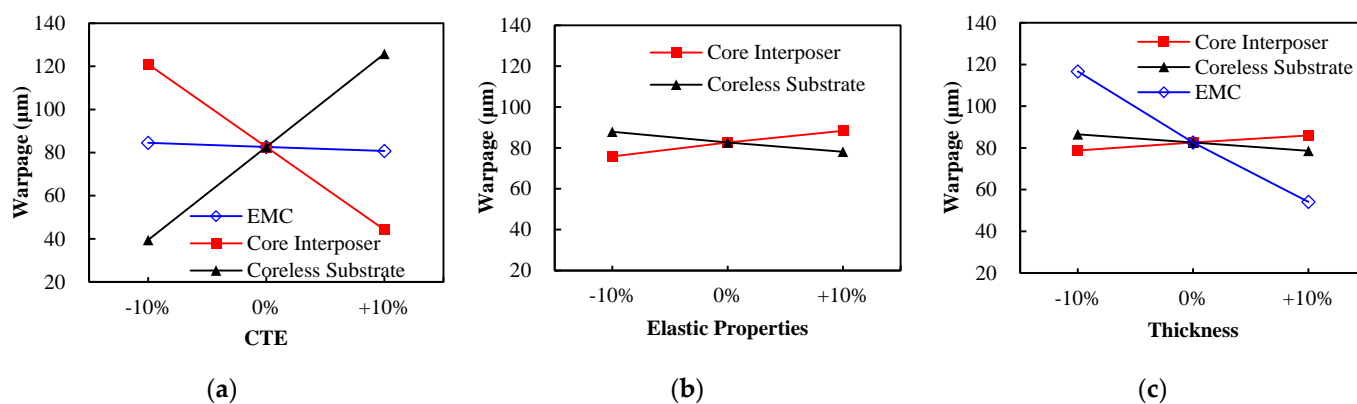 140
120
100
80
60
40
20
Warpage (μm)
EMC
Core Interposer
Coreless Substrate
-10%
0%
+10%
CTE
(a)
140
120
100
80
60
40
20
Warpage (μm)
Core Interposer
Coreless Substrate
-10%
0%
+10%
Elastic Properties
(b)
140
120
100
80
60
40
20
Warpage (μm)
Core Interposer
Coreless Substrate
EMC
-10%
0%
+10%
Thickness
(c)